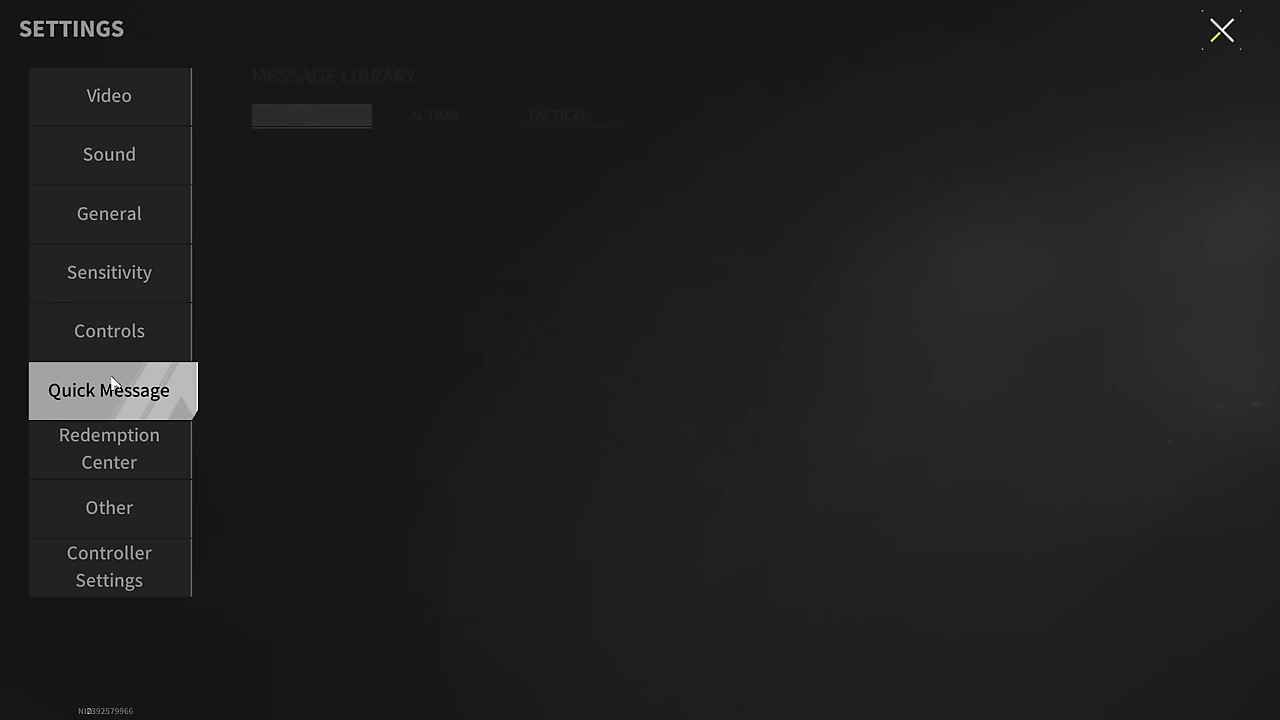 SETTINGS
Video
Sound
General
Sensitivity
Controls
Quick Message
Redemption
Center
Other
Controller
Settings
MESSAGE LIBRARY
ACTION
TACTICAL